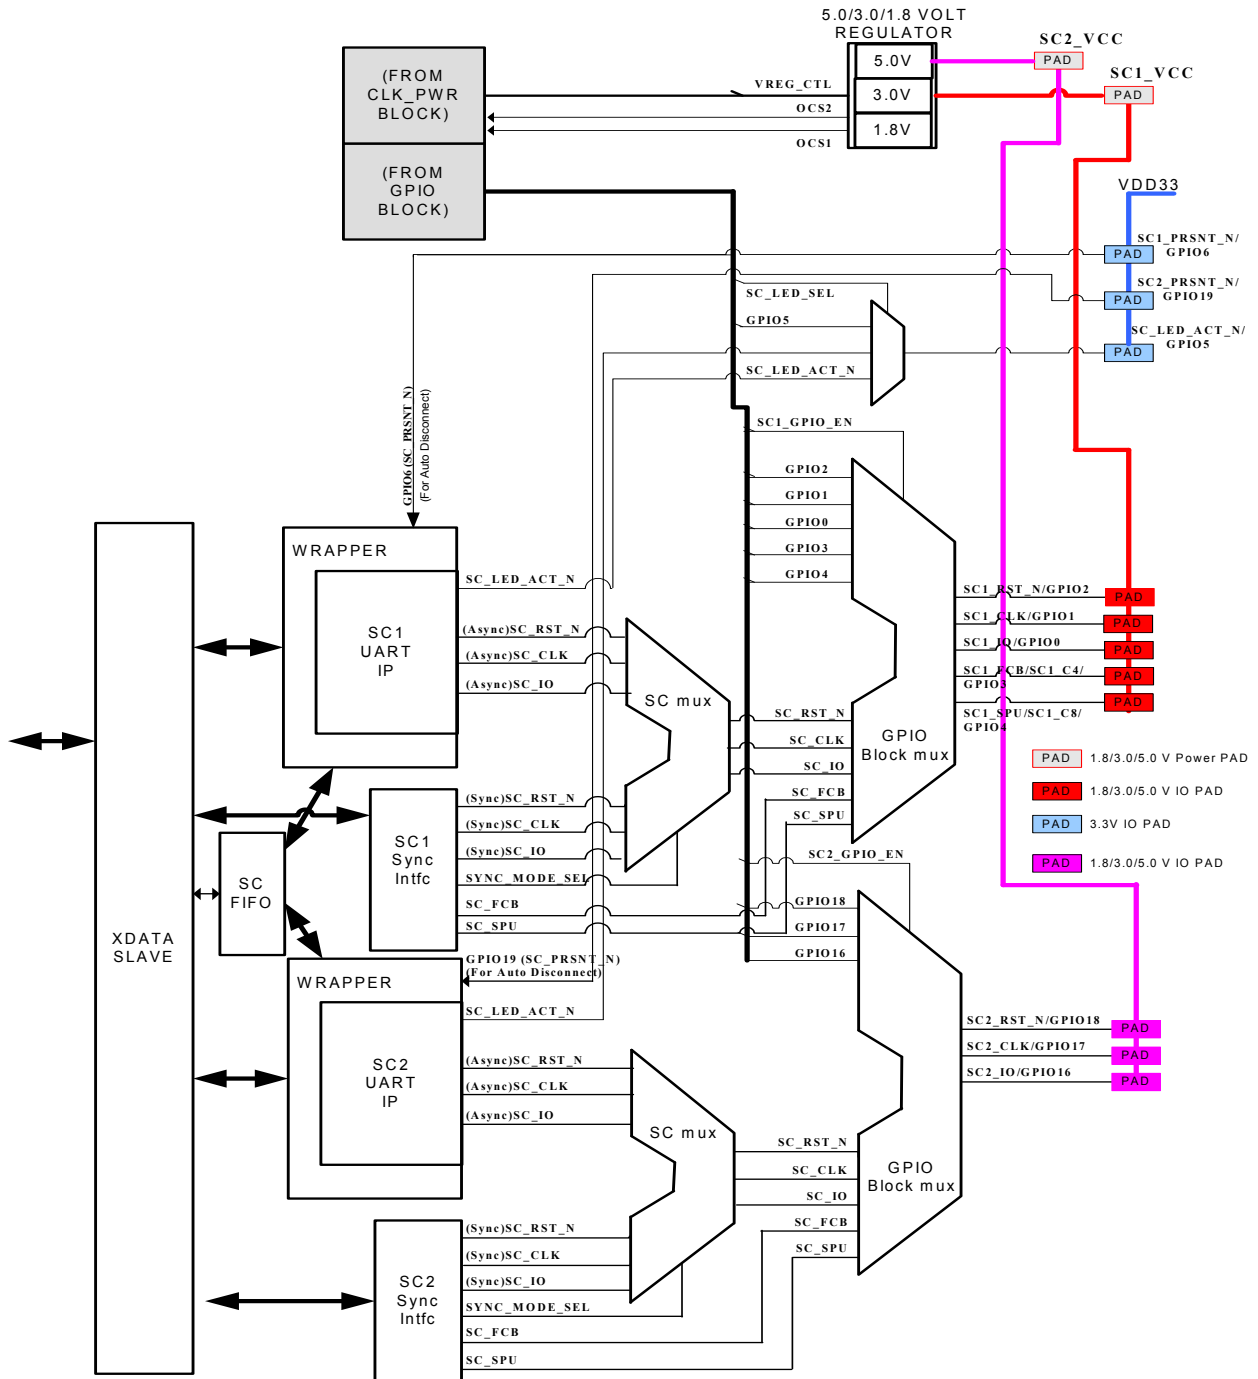 5.0/3.0/1.8 VOLT
REGULATOR
SC2_VCC
5.0V
PAD
(FROM
CLK_PWR
BLOCK)
VREG_CTL
3.0V
SC1_VCC
PAD
OCS2
1.8V
OCS1
(FROM
GPIO
BLOCK)
VDD33
SC1_PRSNT_N/
GPIO6
PAD
SC2_PRSNT_N/
GPIO19
PAD
SC_LED_SEL
GPIO5
SC_LED_ACT_N/
GPIO5
PAD
SC_LED_ACT_N
GPIO6 (SC_PRSNT_N)
(For Auto Disconnect)
SC1_GPIO_EN
GPIO2
GPIO1
GPIO0
GPIO3
GPIO4
WRAPPER
SC1
UART
IP
SC_LED_ACT_N
(Async)SC_RST_N
(Async)SC_CLK
(Async)SC_IO
SC mux
SC_RST_N
SC_CLK
SC_IO
SC_FCB
SC_SPU
GPIO
Block mux
SC1_RST_N/GPIO2
PAD
SC1_CLK/GPIO1
PAD
SC1_IO/GPIO0
PAD
SC1_FCB/SC1_C4/
GPIO3
PAD
SC1_SPU/SC1_C8/
GPIO4
PAD
PAD 1.8/3.0/5.0 V Power PAD
PAD 1.8/3.0/5.0 V IO PAD
PAD 3.3V IO PAD
PAD 1.8/3.0/5.0 V IO PAD
SC1
Sync
Intfc
(Sync)SC_RST_N
(Sync)SC_CLK
(Sync)SC_IO
SYNC_MODE_SEL
SC_FCB
SC_SPU
SC
FIFO
XDATA
SLAVE
SC2_GPIO_EN
GPIO18
GPIO17
GPIO16
GPIO19 (SC_PRSNT_N)
(For Auto Disconnect)
WRAPPER
SC2
UART
IP
SC_LED_ACT_N
(Async)SC_RST_N
(Async)SC_CLK
(Async)SC_IO
SC mux
SC_RST_N
SC_CLK
SC_IO
SC_FCB
SC_SPU
GPIO
Block mux
SC2_RST_N/GPIO18
PAD
SC2_CLK/GPIO17
PAD
SC2_IO/GPIO16
PAD
SC2
Sync
Intfc
(Sync)SC_RST_N
(Sync)SC_CLK
(Sync)SC_IO
SYNC_MODE_SEL
SC_FCB
SC_SPU